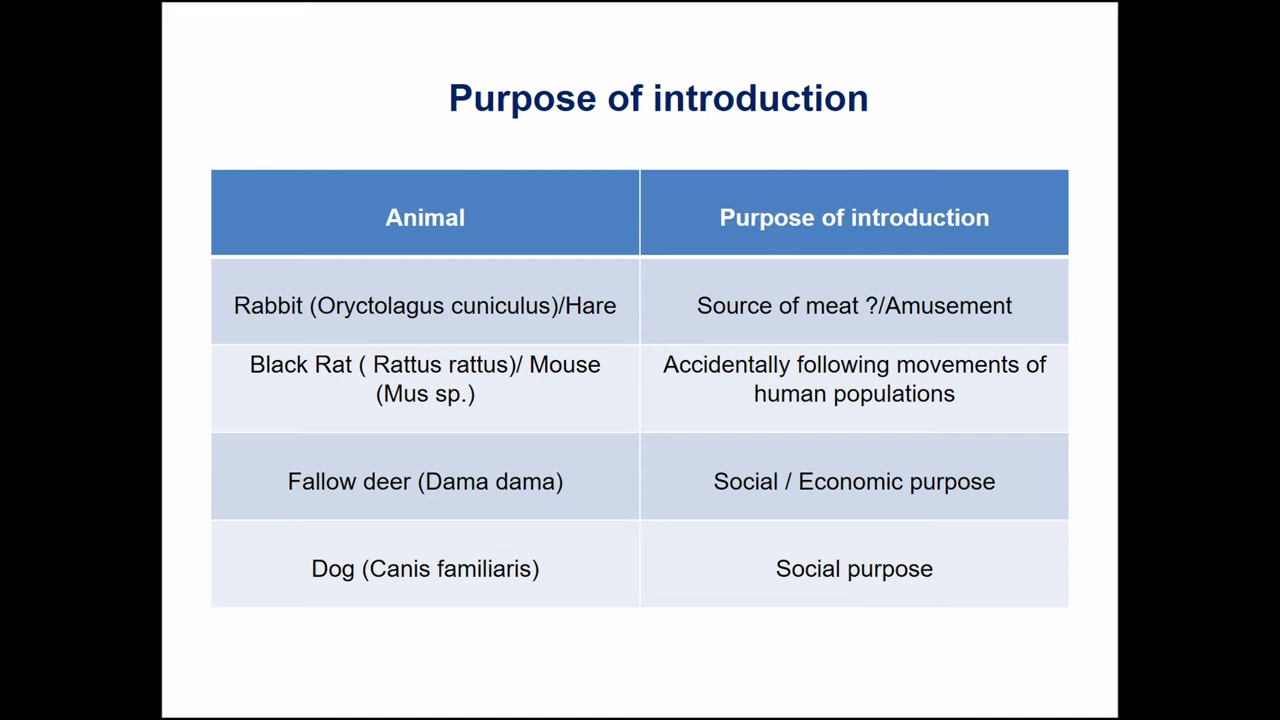 Purpose of introduction
Animal
Purpose of introduction
Rabbit (Oryctolagus cuniculus)/Hare
Source of meat ?/Amusement
Black Rat ( Rattus rattus)/ Mouse
(Mus sp.)
Accidentally following movements of
human populations
Fallow deer (Dama dama)
Social / Economic purpose
Dog (Canis familiaris)
Social purpose